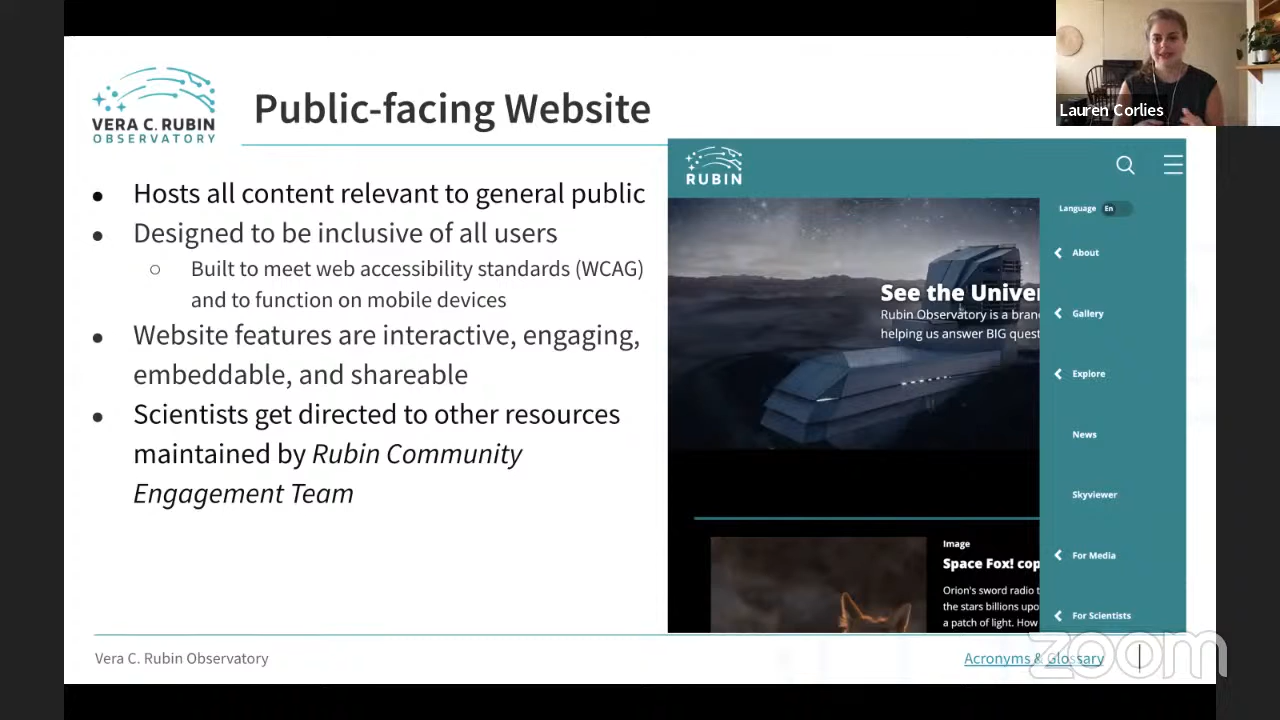 Lauren Corlies
VERA C. RUBIN
OBSERVATORY
Public-facing Website
Hosts all content relevant to general public
Designed to be inclusive of all users
Built to meet web accessibility standards (WCAG)
and to function on mobile devices
Website features are interactive, engaging,
embeddable, and shareable
Scientists get directed to other resources
maintained by Rubin Community
Engagement Team
RUBIN
Language En
About
Gallery
Explore
News
Skyviewer
For Media
For Scientists
See the Univer
Rubin Observatory is a bran
helping us answer BIG quest
Image
Space Fox! cop
Orion's sword radio t
the stars billions upo
a patch of light. How
Vera C. Rubin Observatory
Acronyms & Glossary
zoom